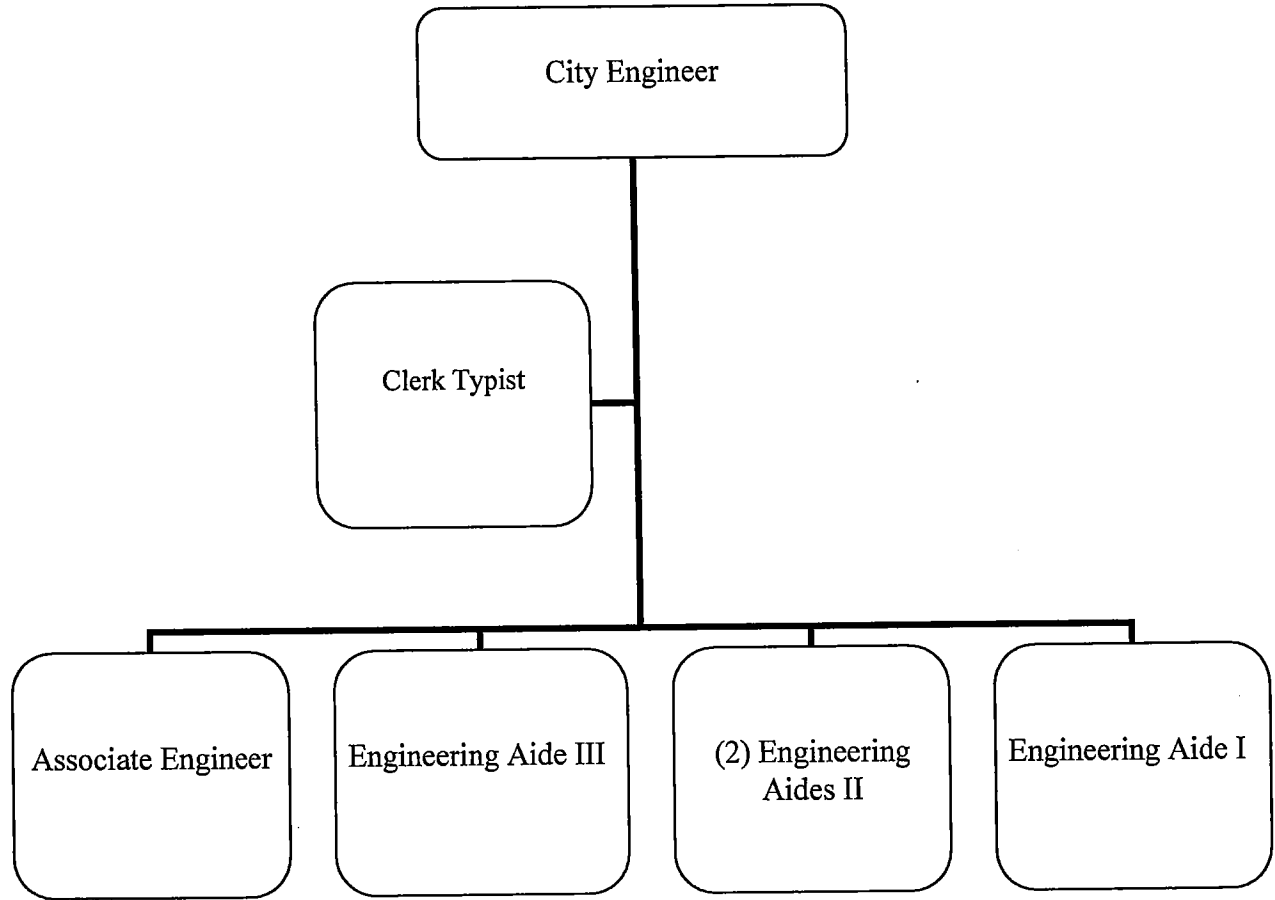 City Engineer
Clerk Typist
Associate Engineer
Engineering Aide III
(2) Engineering
Aides II
Engineering Aide I